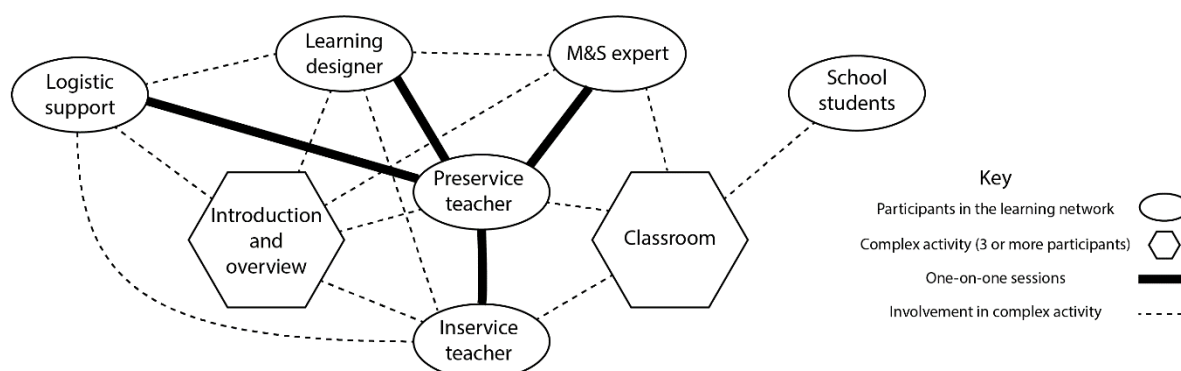 Learning
designer
M&S expert
Logistic
support
School
students
Preservice
teacher
Introduction
and
overview
Classroom
Inservice
teacher
Key
Participants in the learning network
Complex activity (3 or more participants)
One-on-one sessions
Involvement in complex activity